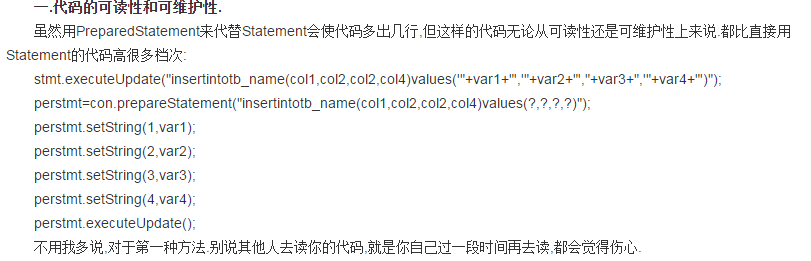 一.代码的可读性和可维护性.
虽然用PreparedStatement来代替Statement会使代码多出几行,但这样的代码无论从可读性还是可维护性上来说.都比直接用
Statement的代码高很多档次:
stmt.executeUpdate("insertintotb_name(col1,col2,col2,col4)values('"+var1+"','"+var2+"',"+var3+",'"+var4+"')");
perstmt=con.prepareStatement("insertintotb_name(col1,col2,col2,col4)values(?,?,?,?)");
perstmt.setString(1,var1);
perstmt.setString(2,var2);
perstmt.setString(3,var3);
perstmt.setString(4,var4);
perstmt.executeUpdate();
不用我多说,对于第一种方法.别说其他人去读你的代码,就是你自己过一段时间再去读,都会觉得伤心.